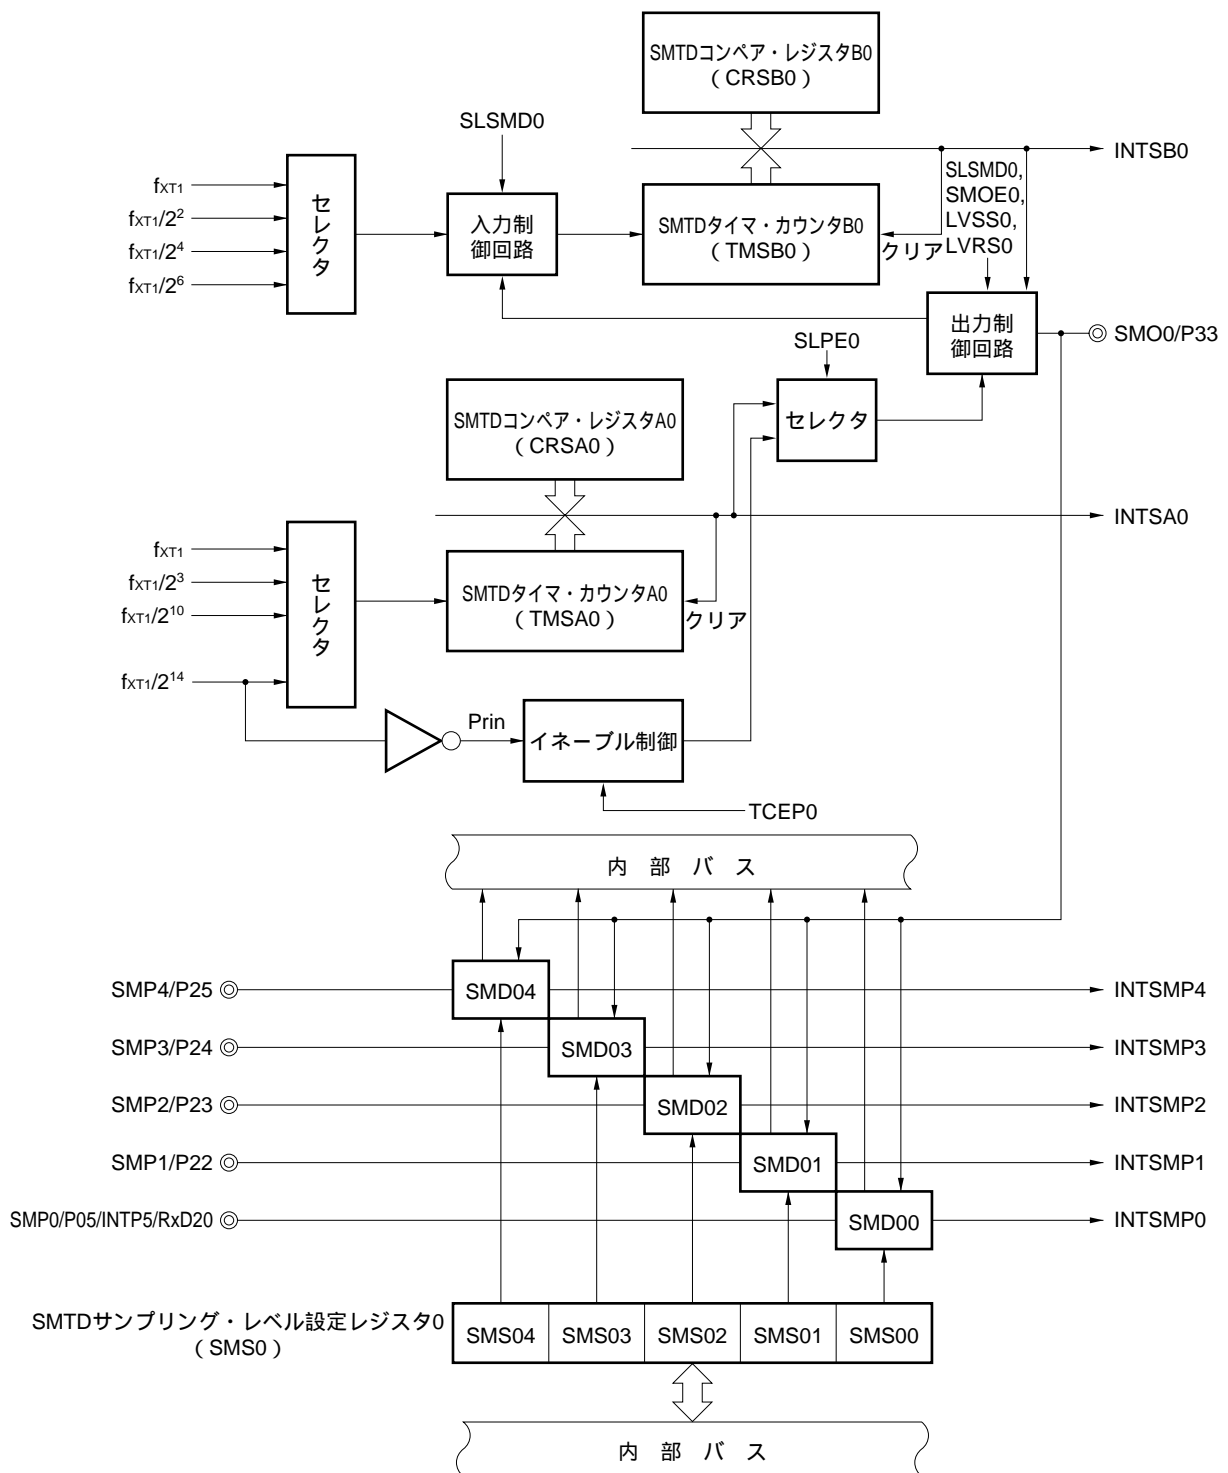 SMTDコンペア・レジスタB0
（CRSB0）
SLSMD0
INTSB0
fXT1
fXT1/2²
fXT1/2⁴
fXT1/2⁶
セレクタ
入力制
御回路
SMTDタイマ・カウンタB0
（TMSB0）
クリア
SLSMD0,
SMOE0,
LVSS0,
LVRS0
出力制
御回路
SMO0/P33
SLPE0
セレクタ
SMTDコンペア・レジスタA0
（CRSA0）
INTSA0
fXT1
fXT1/2³
fXT1/2¹⁰
fXT1/2¹⁴
セレクタ
SMTDタイマ・カウンタA0
（TMSA0）
クリア
Prin
イネーブル制御
TCEP0
内部バス
SMP4/P25
SMD04
INTSMP4
SMP3/P24
SMD03
INTSMP3
SMP2/P23
SMD02
INTSMP2
SMP1/P22
SMD01
INTSMP1
SMP0/P05/INTP5/RxD20
SMD00
INTSMP0
SMTDサンプリング・レベル設定レジスタ0
（SMS0）
SMS04
SMS03
SMS02
SMS01
SMS00
内部バス